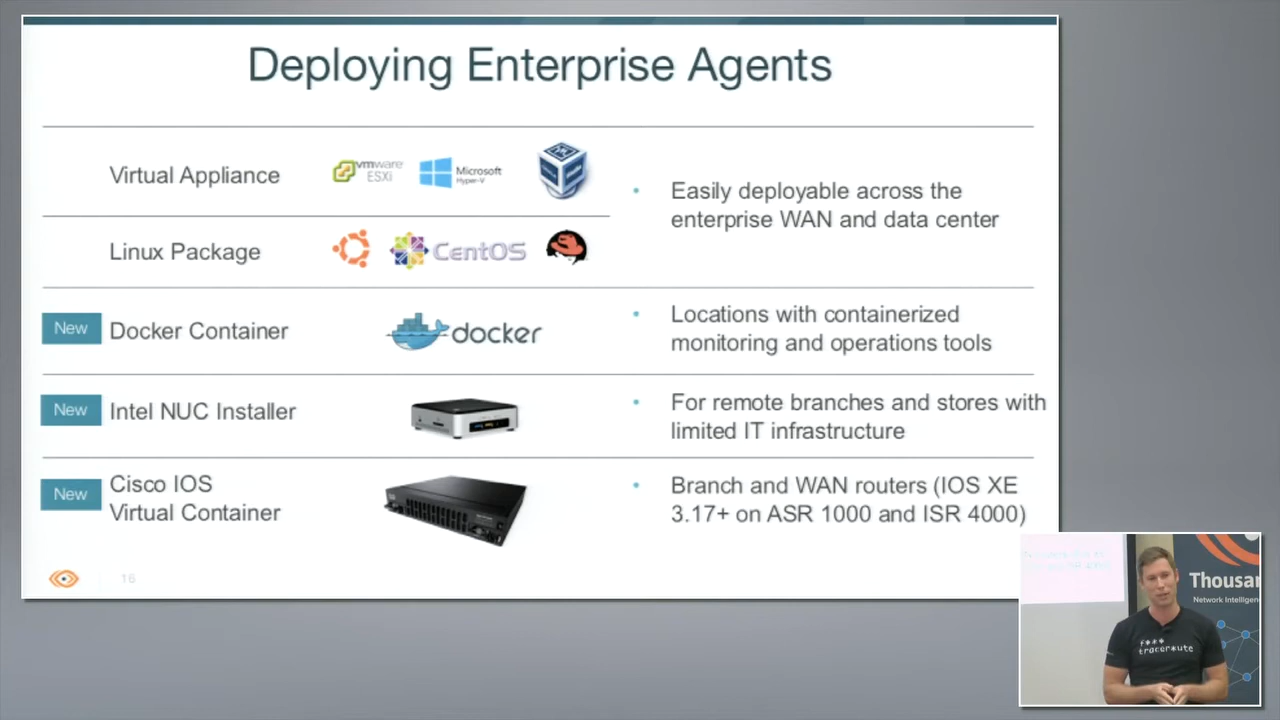 Deploying Enterprise Agents
Virtual Appliance
vmware
ESXi
Microsoft
Hyper-V
Easily deployable across the
enterprise WAN and data center
Linux Package
CentOS
New
Docker Container
docker
Locations with containerized
monitoring and operations tools
New
Intel NUC Installer
For remote branches and stores with
limited IT infrastructure
New
Cisco IOS
Virtual Container
Branch and WAN routers (IOS XE
3.17+ on ASR 1000 and ISR 4000)
16
Thousan
Network Intelligenc
f***
tracer*ute